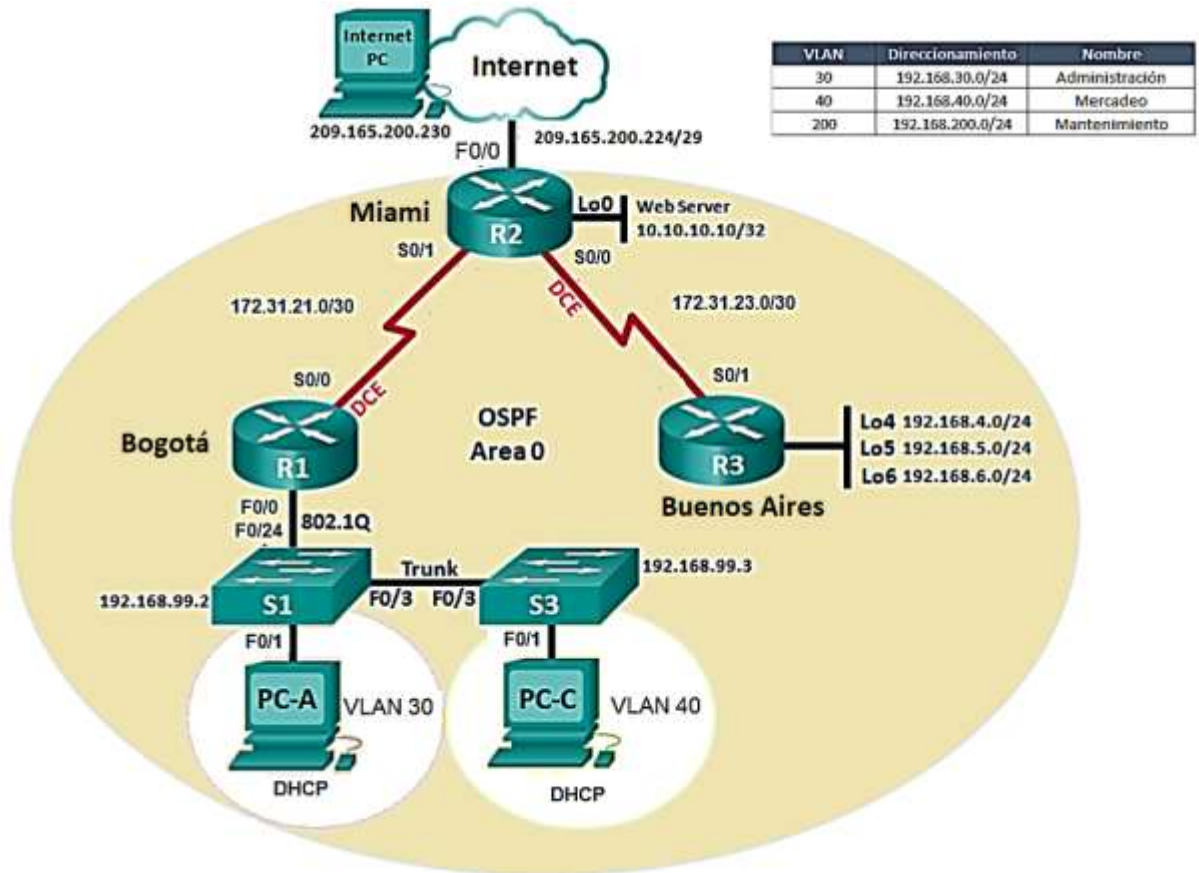 Internet PC
Internet
209.165.200.230
209.165.200.224/29
F0/0
VLAN Direccionamiento Nombre
30 192.168.30.0/24 Administración
40 192.168.40.0/24 Mercadeo
200 192.168.200.0/24 Mantenimiento
Miami
R2
Lo0
Web Server
10.10.10.10/32
S0/1
S0/0
DCE
172.31.21.0/30
172.31.23.0/30
S0/0
DCE
S0/1
Bogotá
R1
OSPF
Area 0
R3
Buenos Aires
Lo4 192.168.4.0/24
Lo5 192.168.5.0/24
Lo6 192.168.6.0/24
F0/0
F0/24
802.1Q
192.168.99.2
S1
Trunk
F0/3 F0/3
S3
192.168.99.3
F0/1
F0/1
PC-A
VLAN 30
DHCP
PC-C
VLAN 40
DHCP